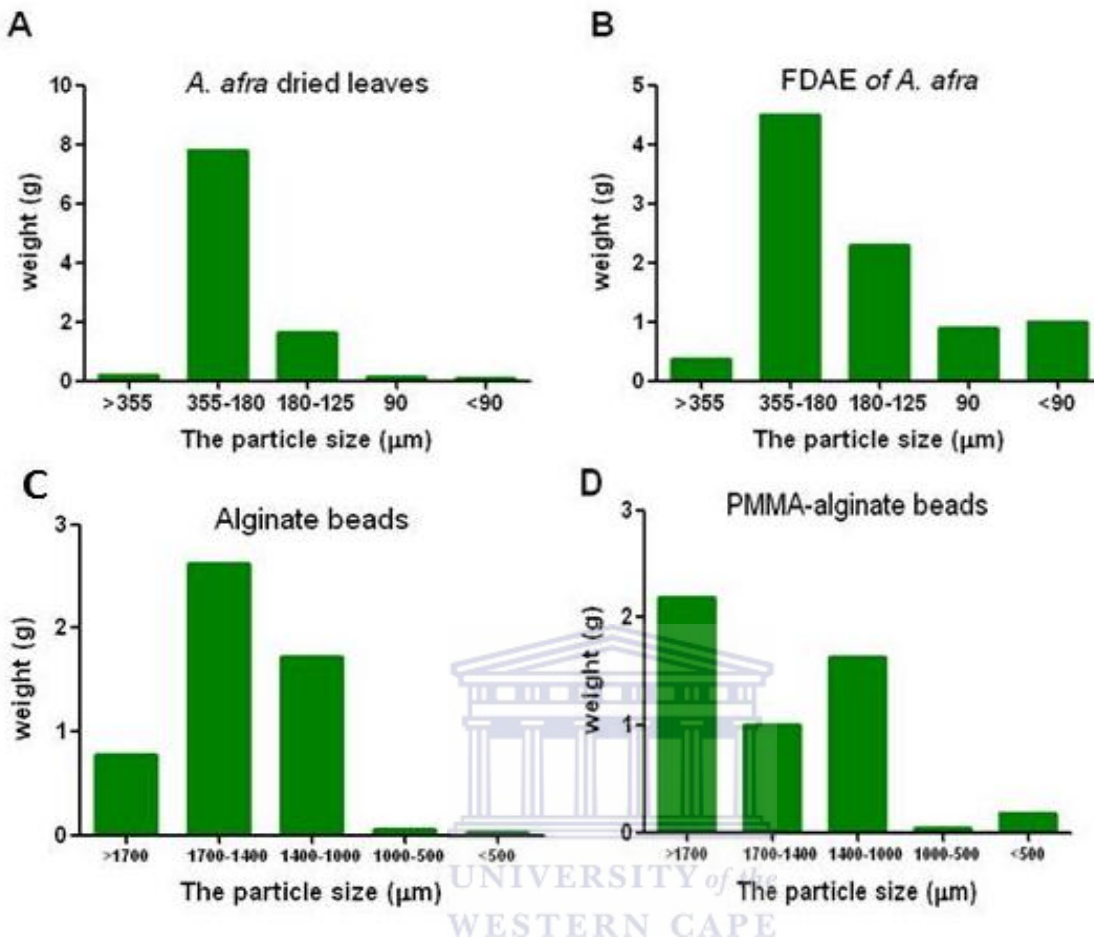 A
A. afra dried leaves
weight (g)
10
8
6
4
2
0
>355 355-180 180-125 90 <90
The particle size (μm)
B
FDAE of A. afra
weight (g)
5
4
3
2
1
0
>355 355-180 180-125 90 <90
The particle size (μm)
C
Alginate beads
weight (g)
3
2
1
0
>1700 1700-1400 1400-1000 1000-500 <500
The particle size (μm)
D
PMMA-alginate beads
weight (g)
3
2
1
0
>1700 1700-1400 1400-1000 1000-500 <500
The particle size (μm)
UNIVERSITY of the
WESTERN CAPE